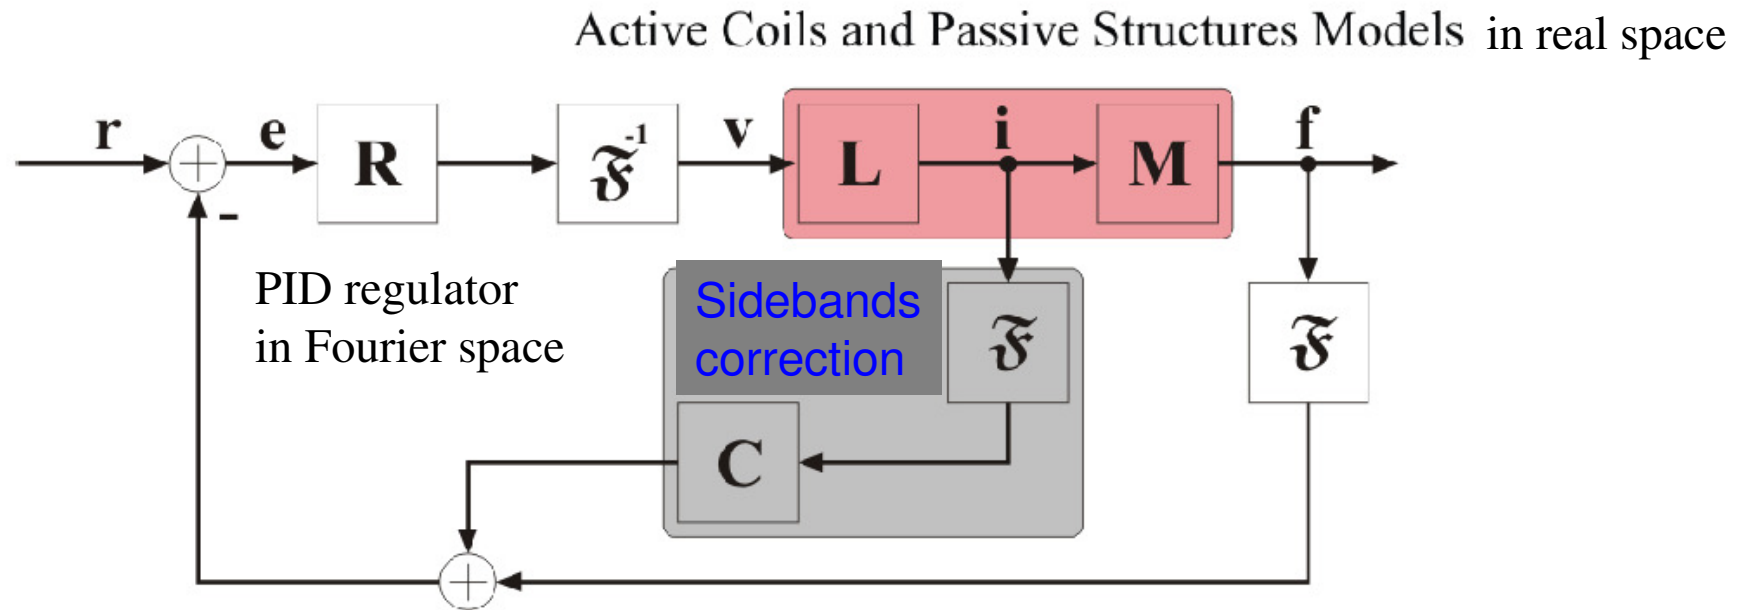 Active Coils and Passive Structures Models in real space
r
e
R
𝔉-1
v
L
i
M
f
-
PID regulator
in Fourier space
Sidebands
correction
𝔉
𝔉
C